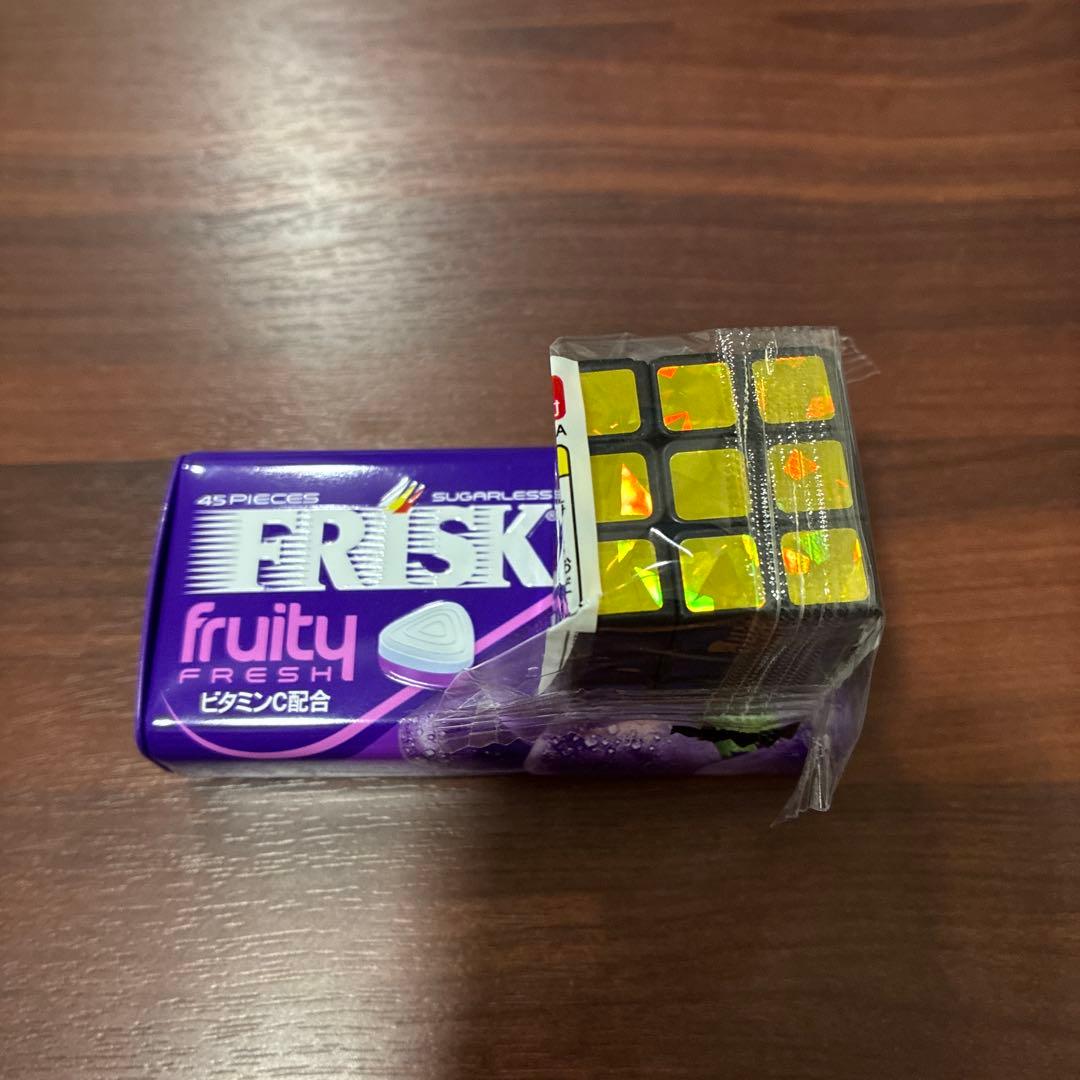 45 PIECES
SUGARLESS
FRISK
fruity
FRESH
ビタミンC配合